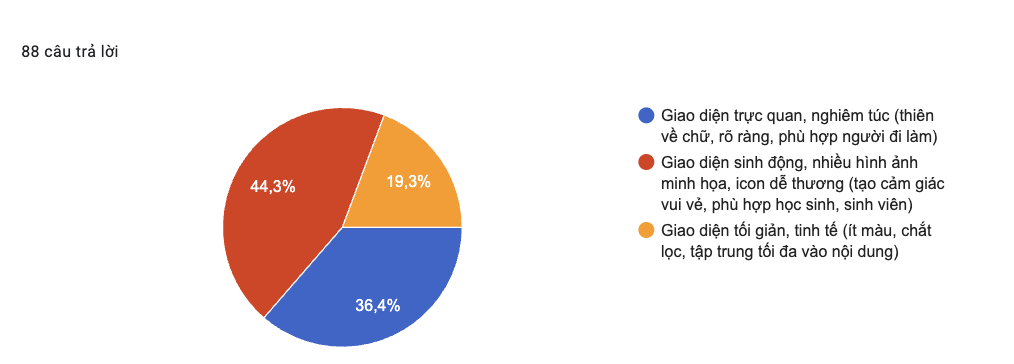 88 câu trả lời
Giao diện trực quan, nghiêm túc (thiên
về chữ, rõ ràng, phù hợp người đi làm)
Giao diện sinh động, nhiều hình ảnh
minh họa, icon dễ thương (tạo cảm giác
vui vẻ, phù hợp học sinh, sinh viên)
Giao diện tối giản, tinh tế (ít màu, chắt
lọc, tập trung tối đa vào nội dung)
44,3%
19,3%
36,4%